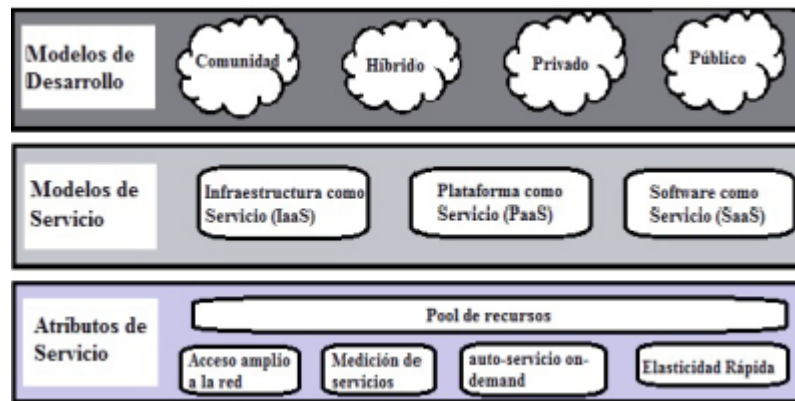 Modelos de
Desarrollo
Comunidad
Híbrido
Privado
Público
Modelos de
Servicio
Infraestructura como
Servicio (IaaS)
Plataforma como
Servicio (PaaS)
Software como
Servicio (SaaS)
Atributos de
Servicio
Pool de recursos
Acceso amplio
a la red
Medición de
servicios
auto-servicio on-
demand
Elasticidad Rápida